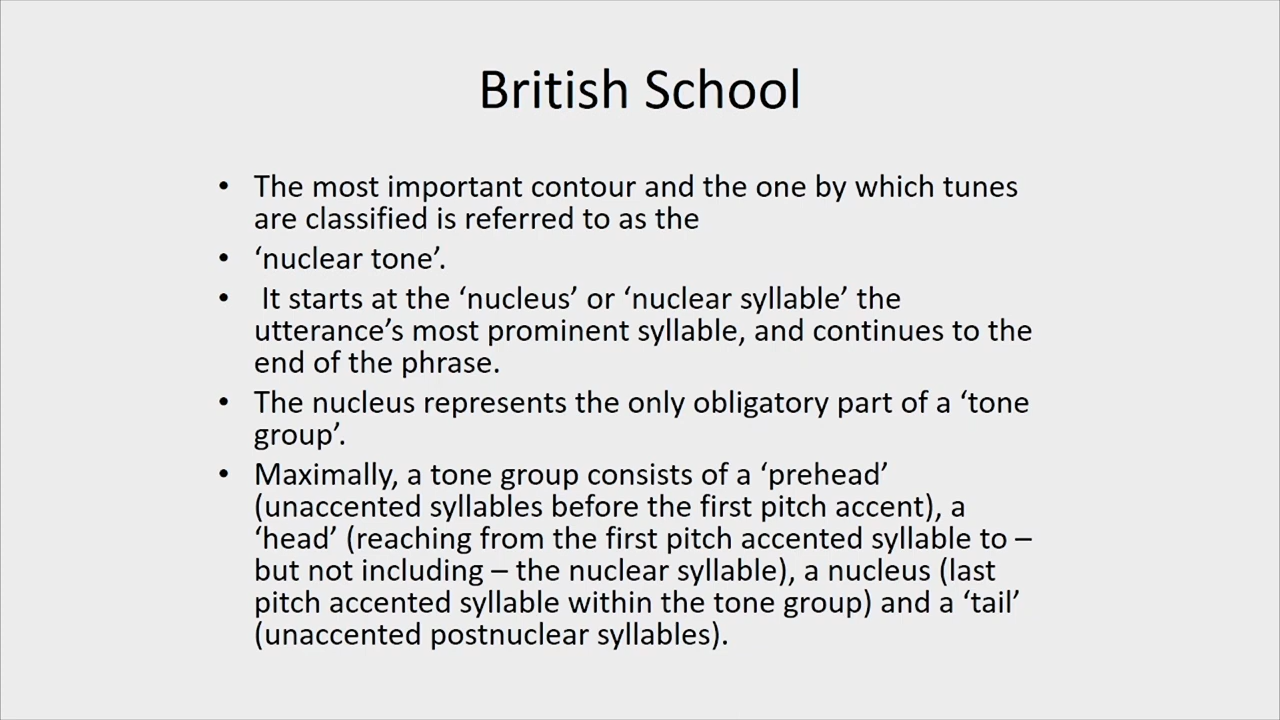 British School
• The most important contour and the one by which tunes
are classified is referred to as the
• ‘nuclear tone’.
• It starts at the ‘nucleus’ or ‘nuclear syllable’ the
utterance’s most prominent syllable, and continues to the
end of the phrase.
• The nucleus represents the only obligatory part of a ‘tone
group’.
• Maximally, a tone group consists of a ‘prehead’
(unaccented syllables before the first pitch accent), a
‘head’ (reaching from the first pitch accented syllable to –
but not including – the nuclear syllable), a nucleus (last
pitch accented syllable within the tone group) and a ‘tail’
(unaccented postnuclear syllables).